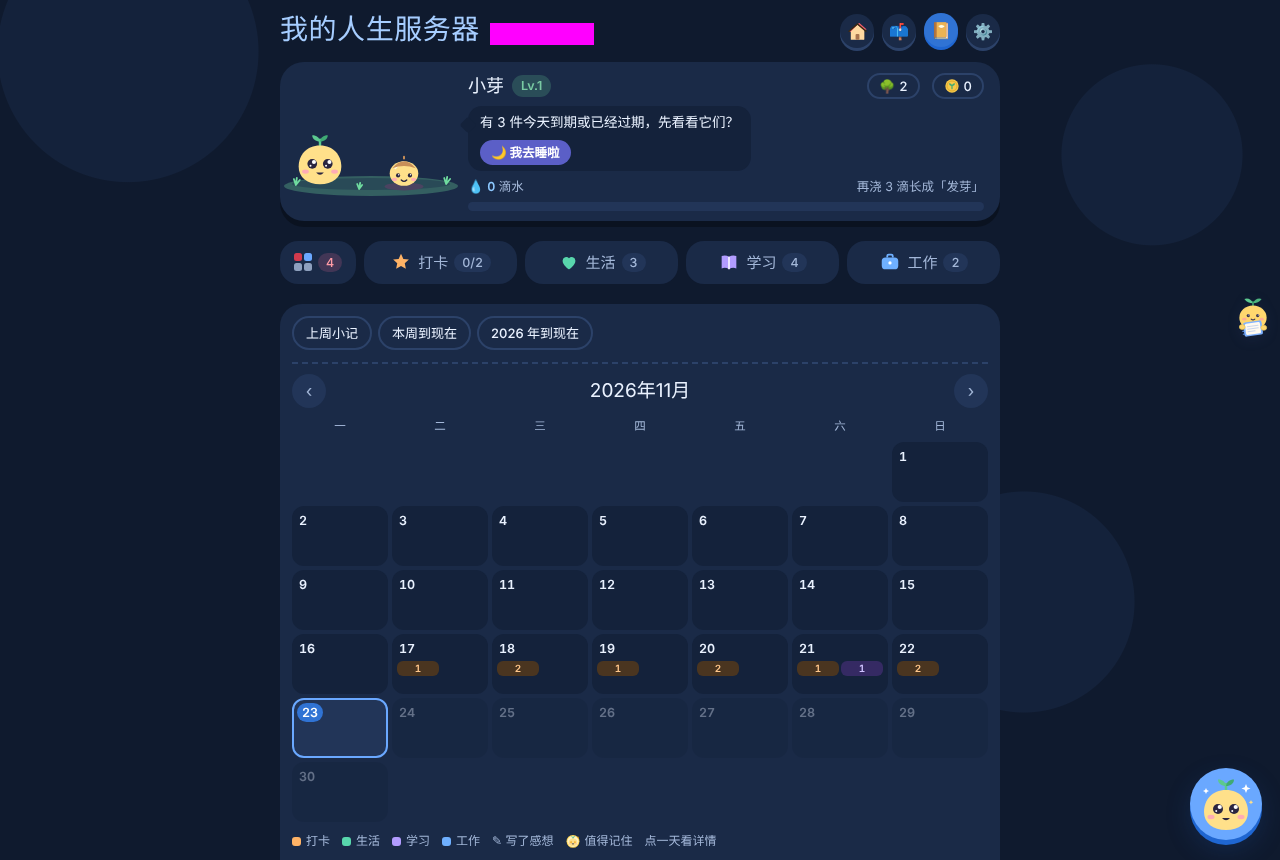 我的人生服务器
小芽 Lv.1 2 0
有 3 件今天到期或已经过期，先看看它们？
我去睡啦
0 滴水 再浇 3 滴长成「发芽」
4 打卡 0/2 生活 3 学习 4 工作 2
上周小记 本周到现在 2026 年到现在
‹ 2026年11月 ›
一 二 三 四 五 六 日
1
2 3 4 5 6 7 8
9 10 11 12 13 14 15
16 17 18 19 20 21 22
1 2 1 2 1 1 2
23 24 25 26 27 28 29
30
打卡 生活 学习 工作 ✎ 写了感想 值得记住 点一天看详情